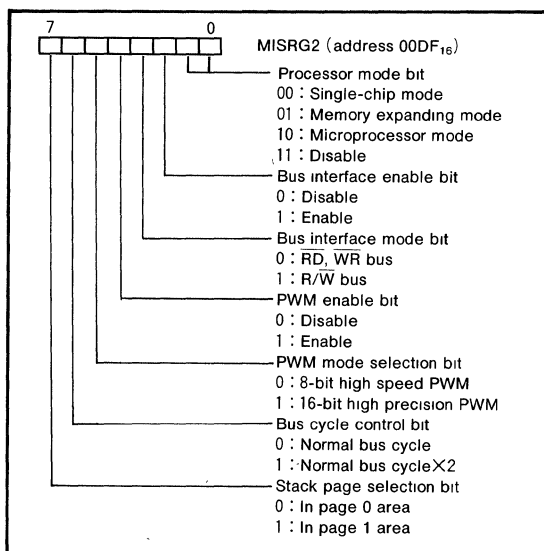 7 0
MISRG2 (address 00DF₁₆)
Processor mode bit
00 : Single-chip mode
01 : Memory expanding mode
10 : Microprocessor mode
11 : Disable
Bus interface enable bit
0 : Disable
1 : Enable
Bus interface mode bit
0 : R̅D̅, W̅R̅ bus
1 : R/W̅ bus
PWM enable bit
0 : Disable
1 : Enable
PWM mode selection bit
0 : 8-bit high speed PWM
1 : 16-bit high precision PWM
Bus cycle control bit
0 : Normal bus cycle
1 : Normal bus cycle×2
Stack page selection bit
0 : In page 0 area
1 : In page 1 area